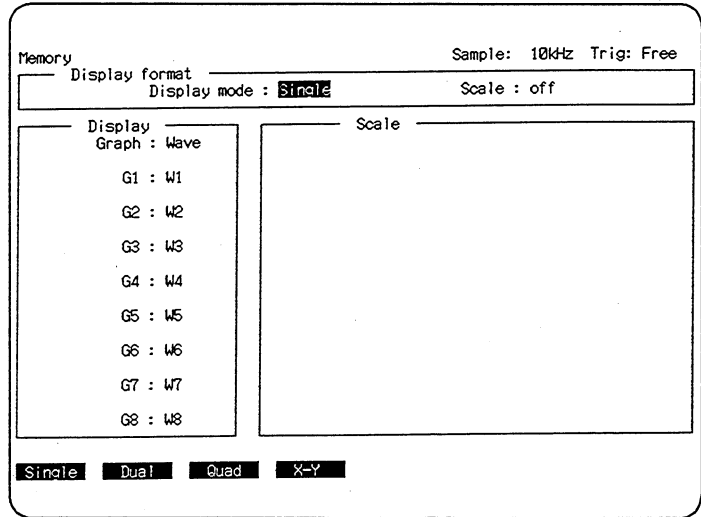 Memory Sample: 10kHz Trig: Free
Display format
Display mode : Single Scale : off
Display Scale
Graph : Wave
G1 : W1
G2 : W2
G3 : W3
G4 : W4
G5 : W5
G6 : W6
G7 : W7
G8 : W8
Single Dual Quad X-Y